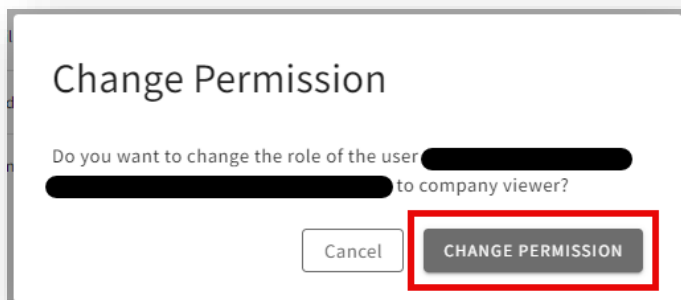 Change Permission
Do you want to change the role of the user
to company viewer?
Cancel
CHANGE PERMISSION